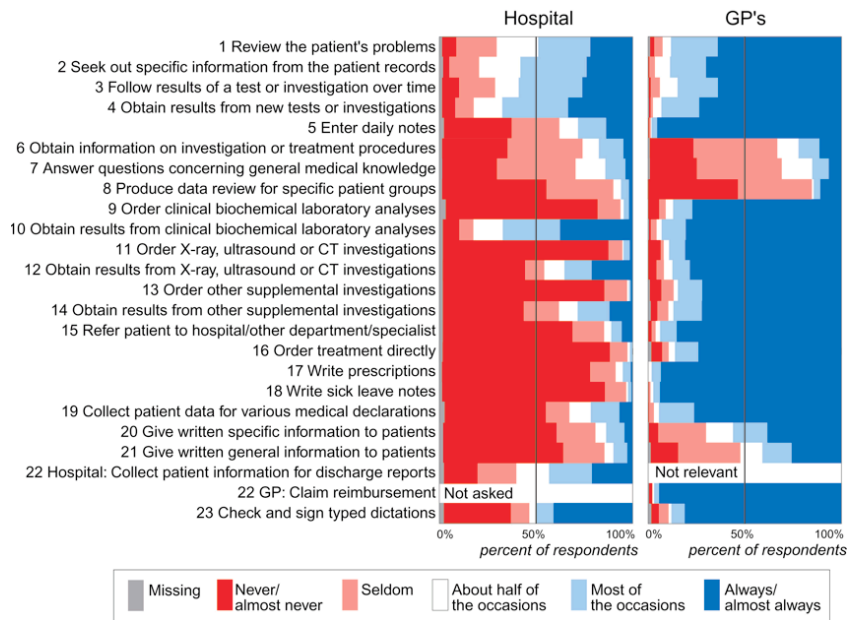 Hospital GP's
1 Review the patient's problems
2 Seek out specific information from the patient records
3 Follow results of a test or investigation over time
4 Obtain results from new tests or investigations
5 Enter daily notes
6 Obtain information on investigation or treatment procedures
7 Answer questions concerning general medical knowledge
8 Produce data review for specific patient groups
9 Order clinical biochemical laboratory analyses
10 Obtain results from clinical biochemical laboratory analyses
11 Order X-ray, ultrasound or CT investigations
12 Obtain results from X-ray, ultrasound or CT investigations
13 Order other supplemental investigations
14 Obtain results from other supplemental investigations
15 Refer patient to hospital/other department/specialist
16 Order treatment directly
17 Write prescriptions
18 Write sick leave notes
19 Collect patient data for various medical declarations
20 Give written specific information to patients
21 Give written general information to patients
22 Hospital: Collect patient information for discharge reports Not relevant
22 GP: Claim reimbursement Not asked
23 Check and sign typed dictations
0% 50% 100% 0% 50% 100%
percent of respondents percent of respondents
Missing Never/ Seldom About half of Most of Always/
almost never the occasions the occasions almost always